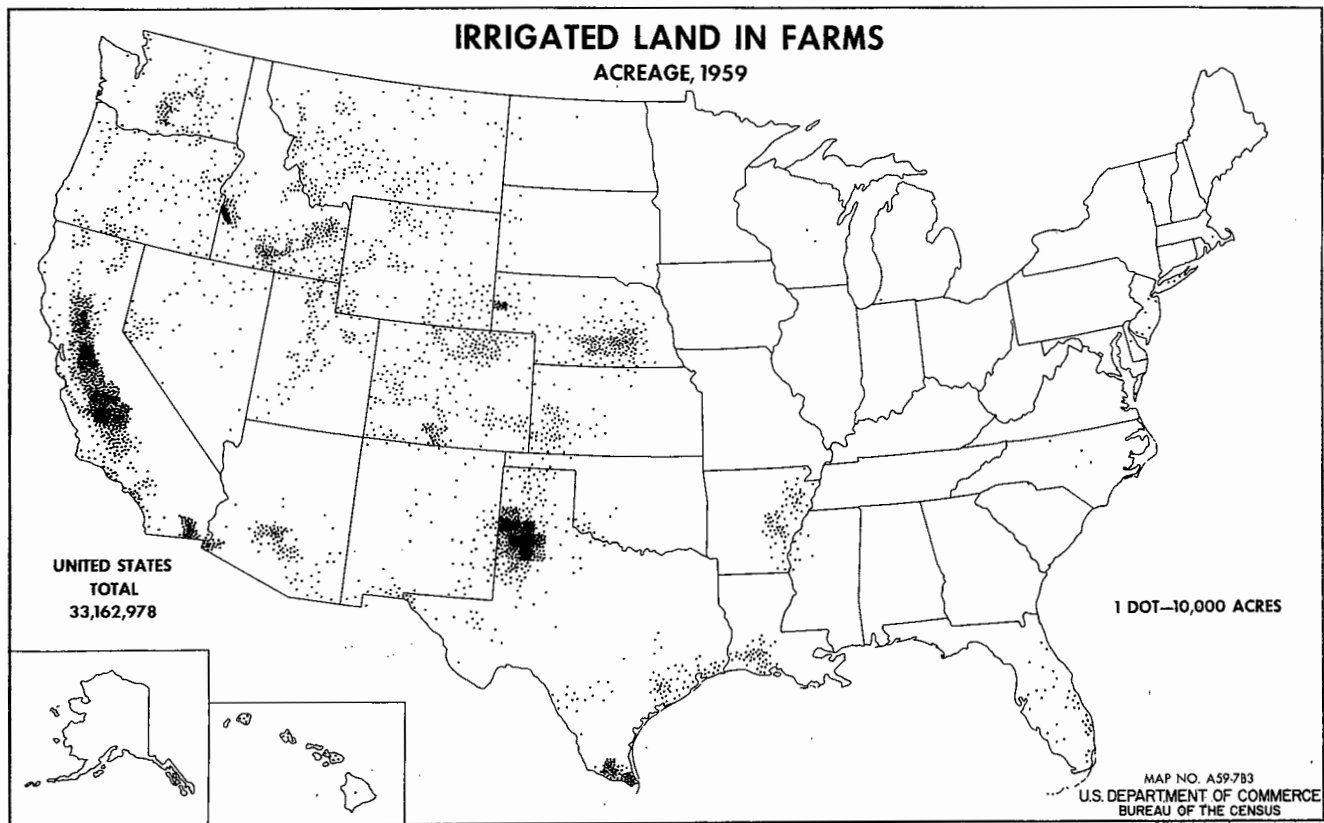 IRRIGATED LAND IN FARMS
ACREAGE, 1959
UNITED STATES
TOTAL
33,162,978
1 DOT—10,000 ACRES
MAP NO. A59-7B3
U.S. DEPARTMENT OF COMMERCE
BUREAU OF THE CENSUS